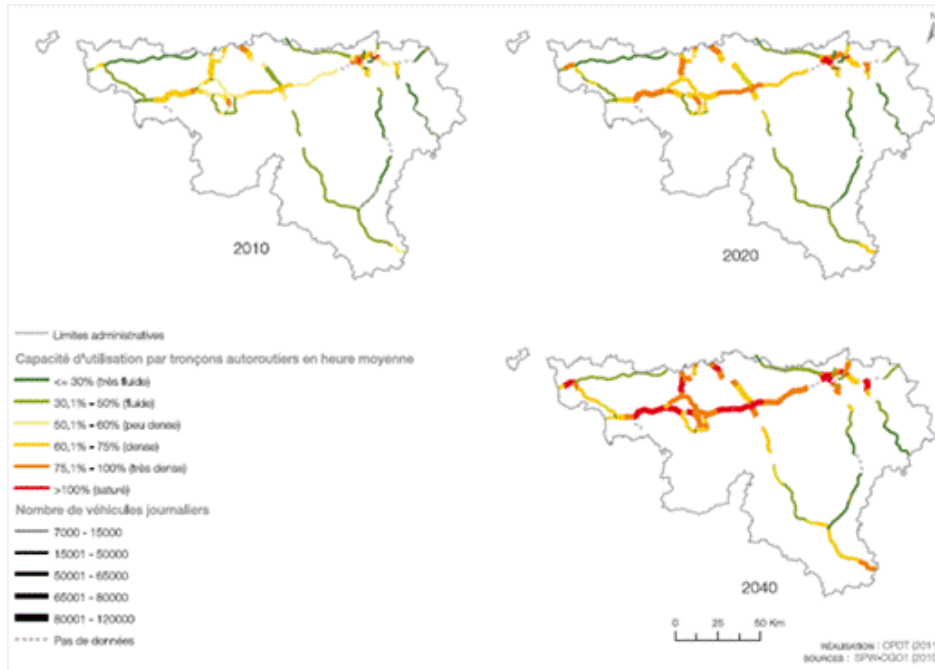 N
2010
2020
Limites administratives
Capacité d'utilisation par tronçons autoroutiers en heure moyenne
<= 30% (très fluide)
30,1% - 50% (fluide)
50,1% - 60% (peu dense)
60,1% - 75% (dense)
75,1% - 100% (très dense)
>100% (saturé)
Nombre de véhicules journaliers
7000 - 15000
15001 - 50000
50001 - 65000
65001 - 80000
80001 - 120000
Pas de données
2040
0 25 50 Km
RÉALISATION : CPDT (2011
SOURCES : SPW-DGO1 (2010